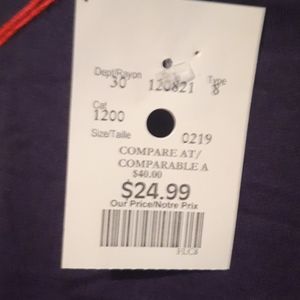 Dept/Rayon Type
30 120821 8
Cat
1200
Size/Taille 0219
COMPARE AT/
COMPARABLE A
$40.00
$24.99
Our Price/Notre Prix